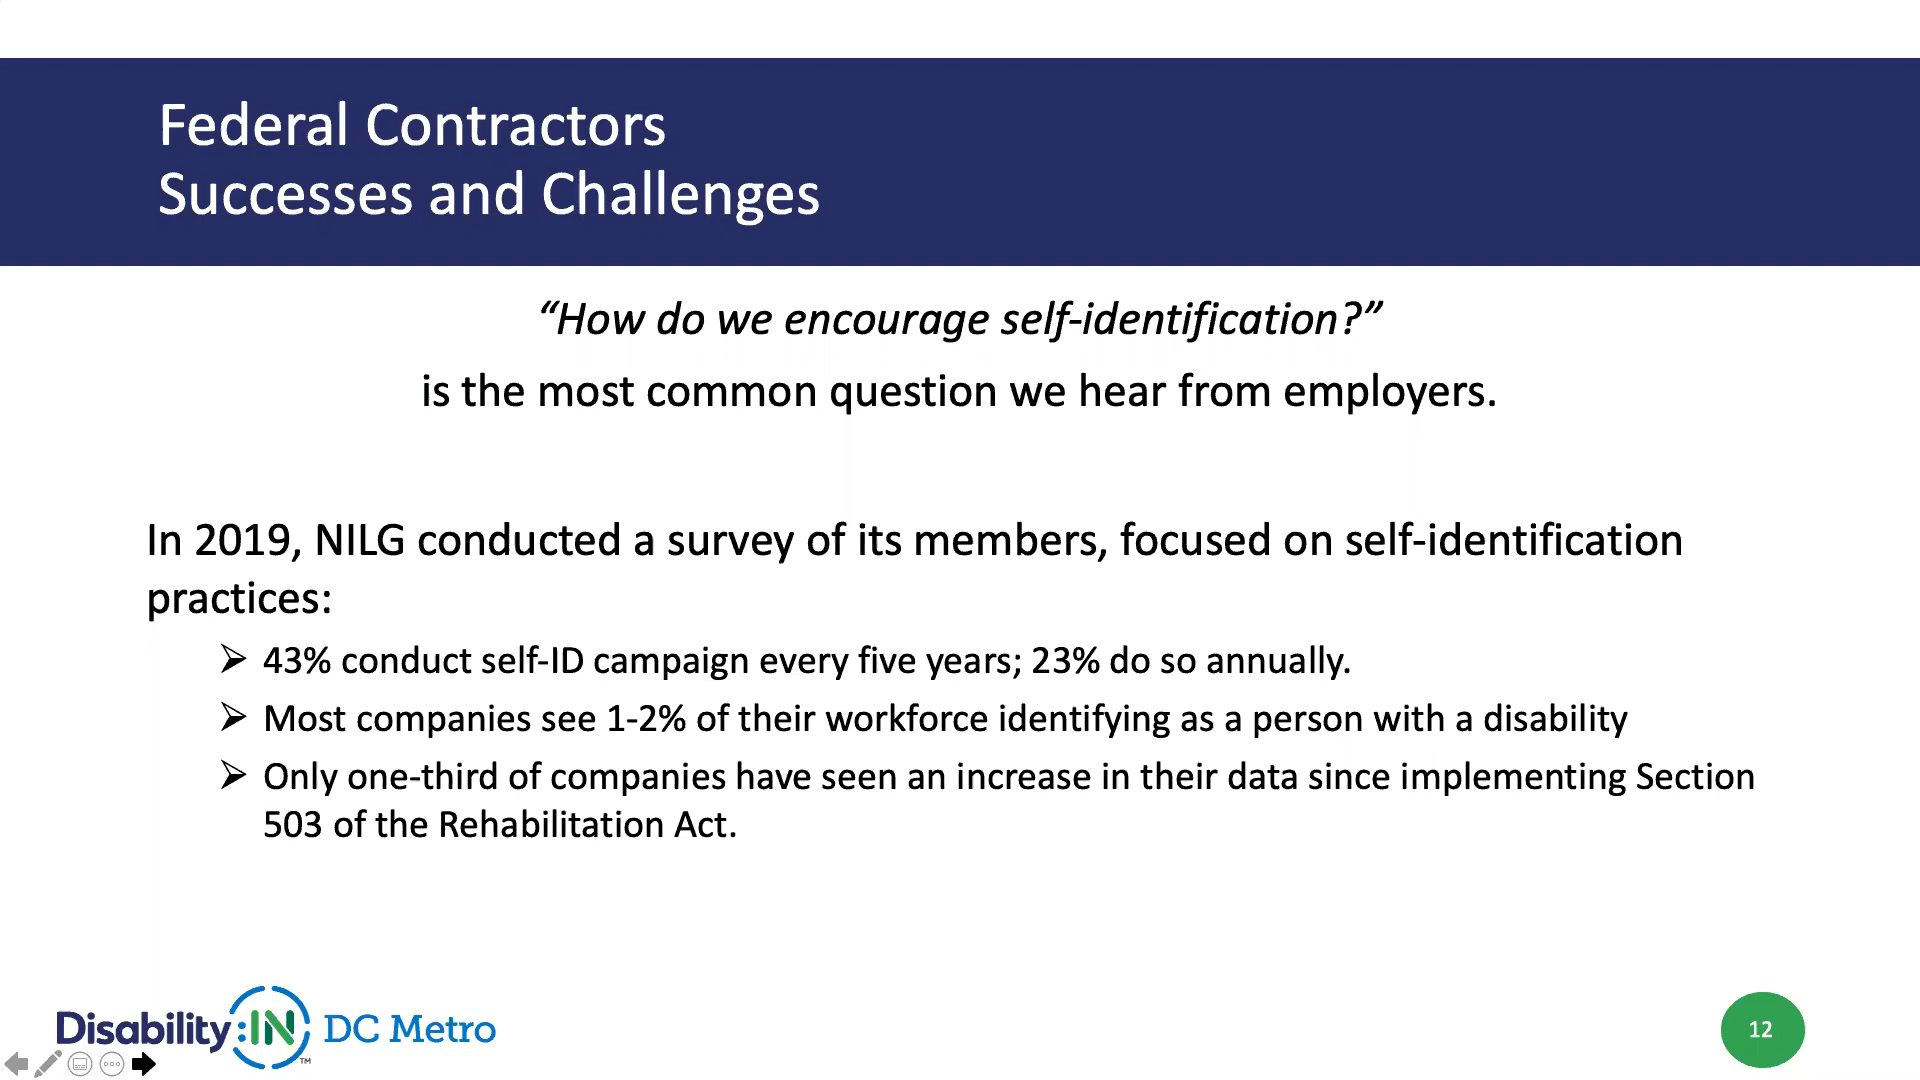 Federal Contractors
Successes and Challenges
“How do we encourage self-identification?”
is the most common question we hear from employers.
In 2019, NILG conducted a survey of its members, focused on self-identification
practices:
➢ 43% conduct self-ID campaign every five years; 23% do so annually.
➢ Most companies see 1-2% of their workforce identifying as a person with a disability
➢ Only one-third of companies have seen an increase in their data since implementing Section
503 of the Rehabilitation Act.
Disability:IN™ DC Metro
12